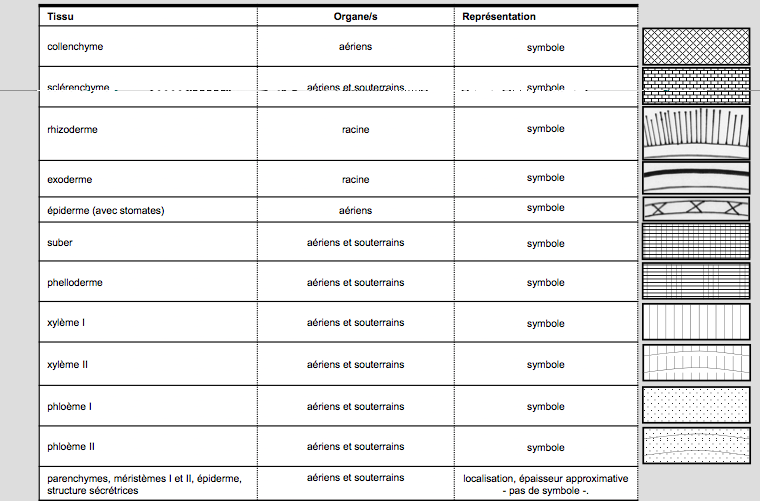 Tissu Organe/s Représentation
collenchyme aériens symbole
sclérenchyme aériens et souterrains symbole
rhizoderme racine symbole
exoderme racine symbole
épiderme (avec stomates) aériens symbole
suber aériens et souterrains symbole
phelloderme aériens et souterrains symbole
xylème I aériens et souterrains symbole
xylème II aériens et souterrains symbole
phloème I aériens et souterrains symbole
phloème II aériens et souterrains symbole
parenchymes, méristèmes I et II, épiderme, aériens et souterrains localisation, épaisseur approximative
structure sécrétrices - pas de symbole -.